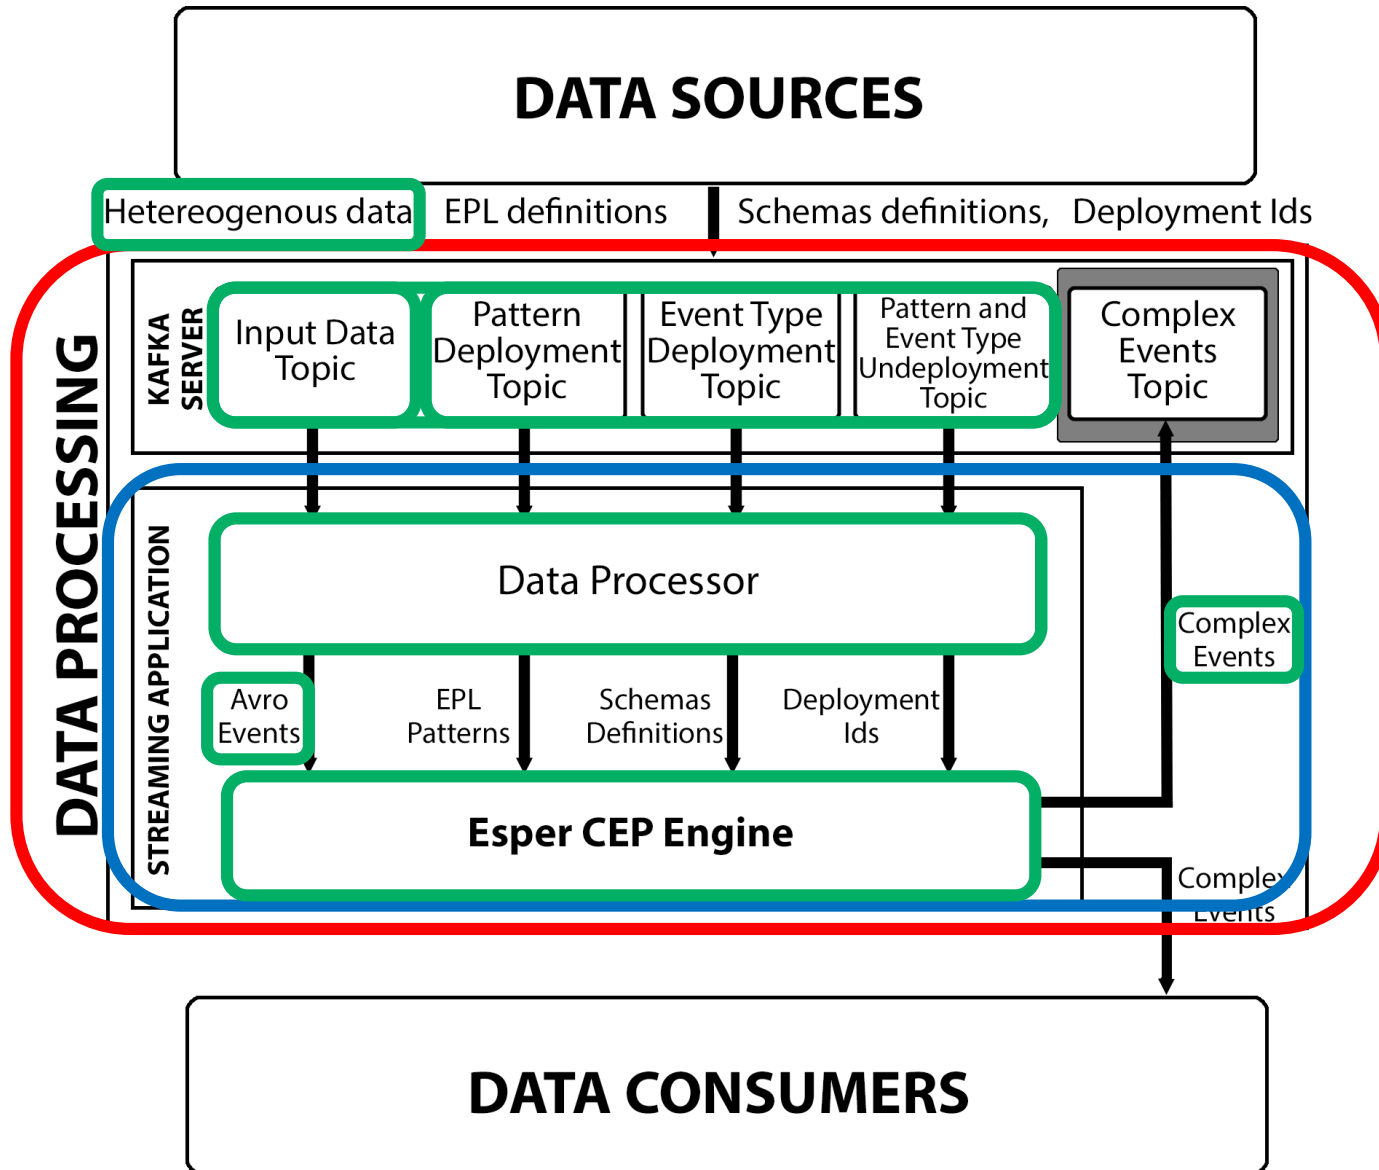 DATA SOURCES
Hetereogenous data EPL definitions Schemas definitions, Deployment Ids
DATA PROCESSING
KAFKA
SERVER
Input Data
Topic
Pattern
Deployment
Topic
Event Type
Deployment
Topic
Pattern and
Event Type
Undeployment
Topic
Complex
Events
Topic
STREAMING APPLICATION
Data Processor
Avro
Events
EPL
Patterns
Schemas
Definitions
Deployment
Ids
Complex
Events
Esper CEP Engine
Complex
Events
DATA CONSUMERS